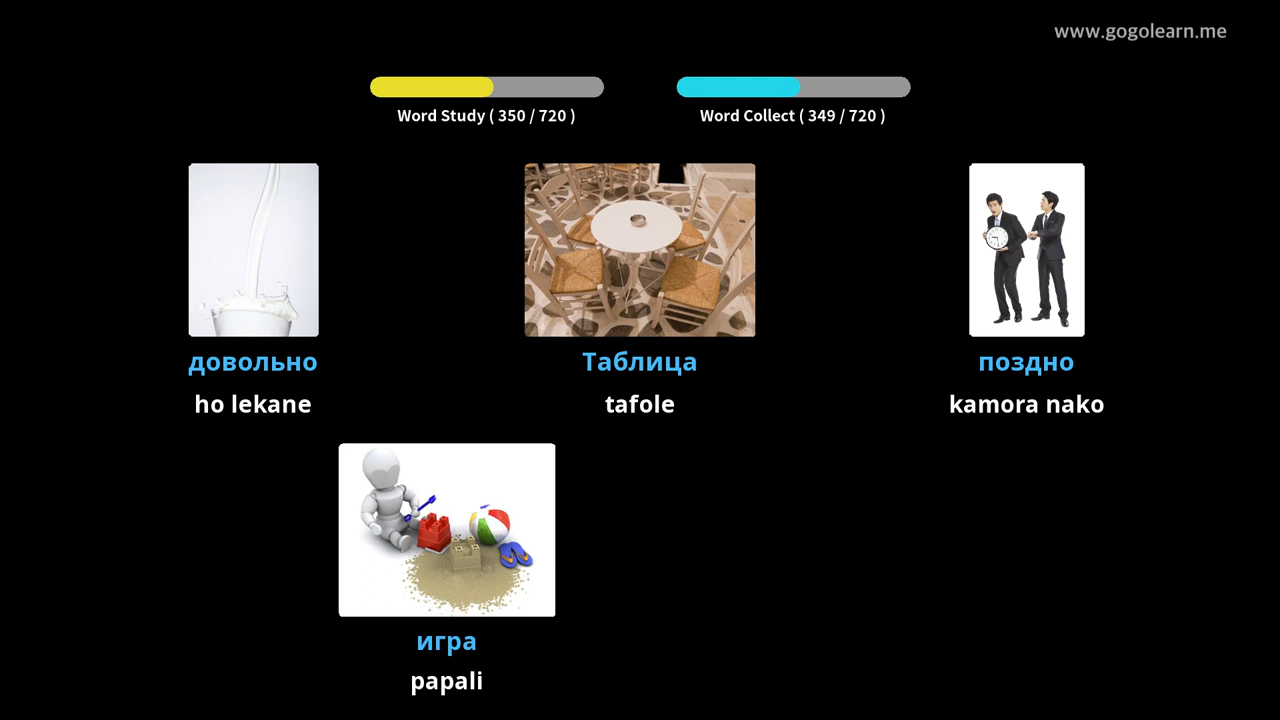 www.gogolearn.me
Word Study ( 350 / 720 )
Word Collect ( 349 / 720 )
довольно
Таблица
поздно
ho lekane
tafole
kamora nako
игра
papali